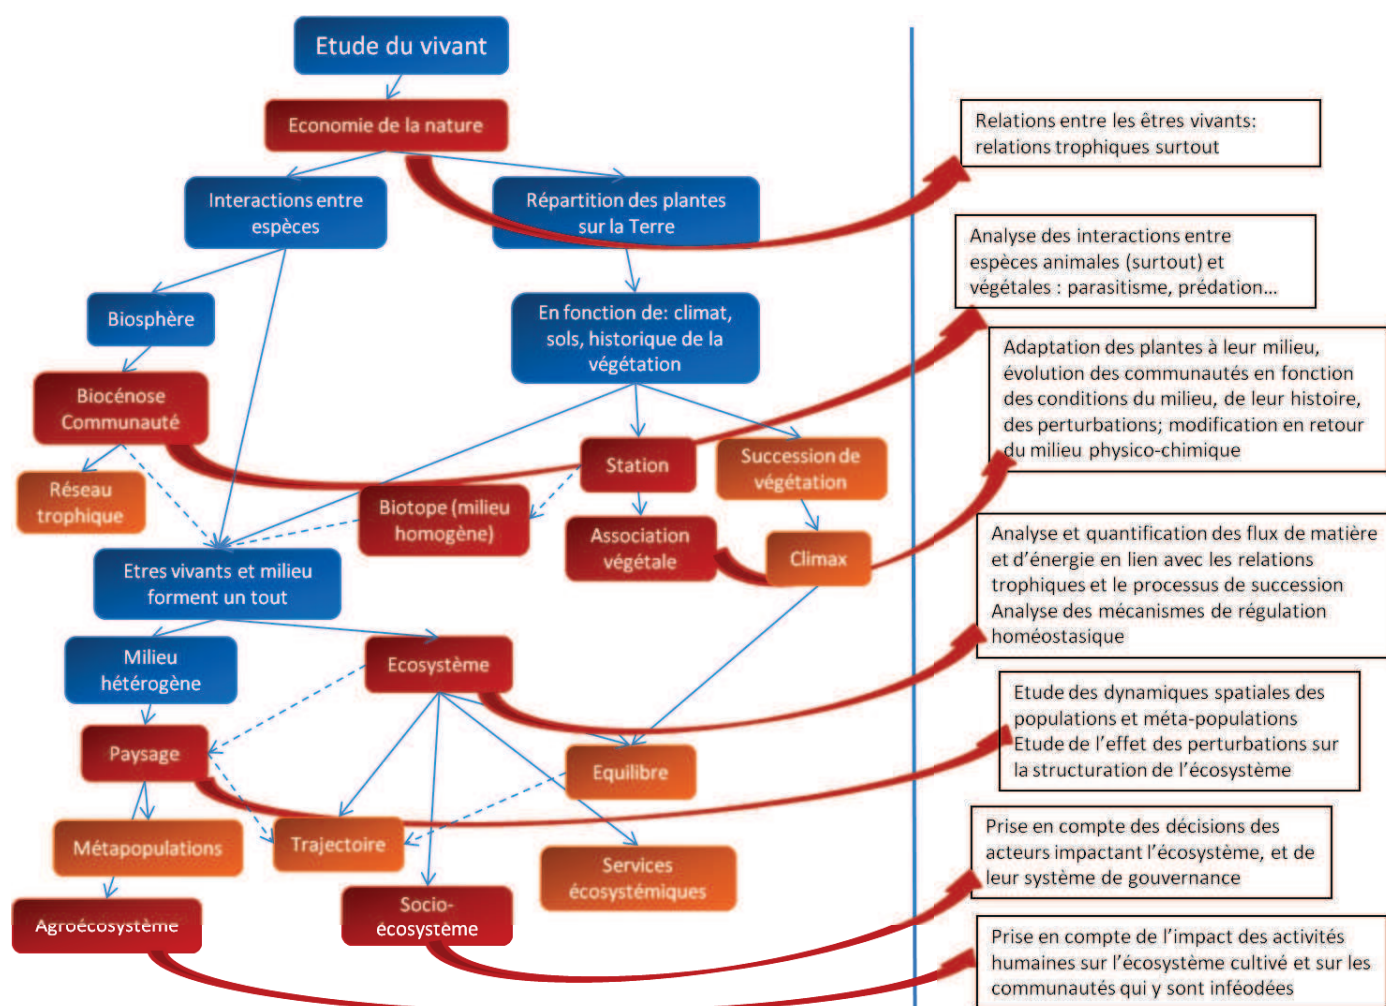 Etude du vivant
Economie de la nature
Interactions entre
espèces
Répartition des plantes
sur la Terre
Biosphère
En fonction de: climat,
sols, historique de la
végétation
Biocénose
Communauté
Réseau
trophique
Station
Succession de
végétation
Biotope (milieu
homogène)
Association
végétale
Climax
Etres vivants et milieu
forment un tout
Milieu
hétérogène
Ecosystème
Paysage
Equilibre
Métapopulations
Trajectoire
Services
écosystémiques
Agroécosystème
Socio-
écosystème
Relations entre les êtres vivants:
relations trophiques surtout
Analyse des interactions entre
espèces animales (surtout) et
végétales : parasitisme, prédation…
Adaptation des plantes à leur milieu,
évolution des communautés en fonction
des conditions du milieu, de leur histoire,
des perturbations; modification en retour
du milieu physico-chimique
Analyse et quantification des flux de matière
et d’énergie en lien avec les relations
trophiques et le processus de succession
Analyse des mécanismes de régulation
homéostasique
Etude des dynamiques spatiales des
populations et méta-populations
Etude de l’effet des perturbations sur
la structuration de l’écosystème
Prise en compte des décisions des
acteurs impactant l’écosystème, et de
leur système de gouvernance
Prise en compte de l’impact des activités
humaines sur l’écosystème cultivé et sur les
communautés qui y sont inféodées